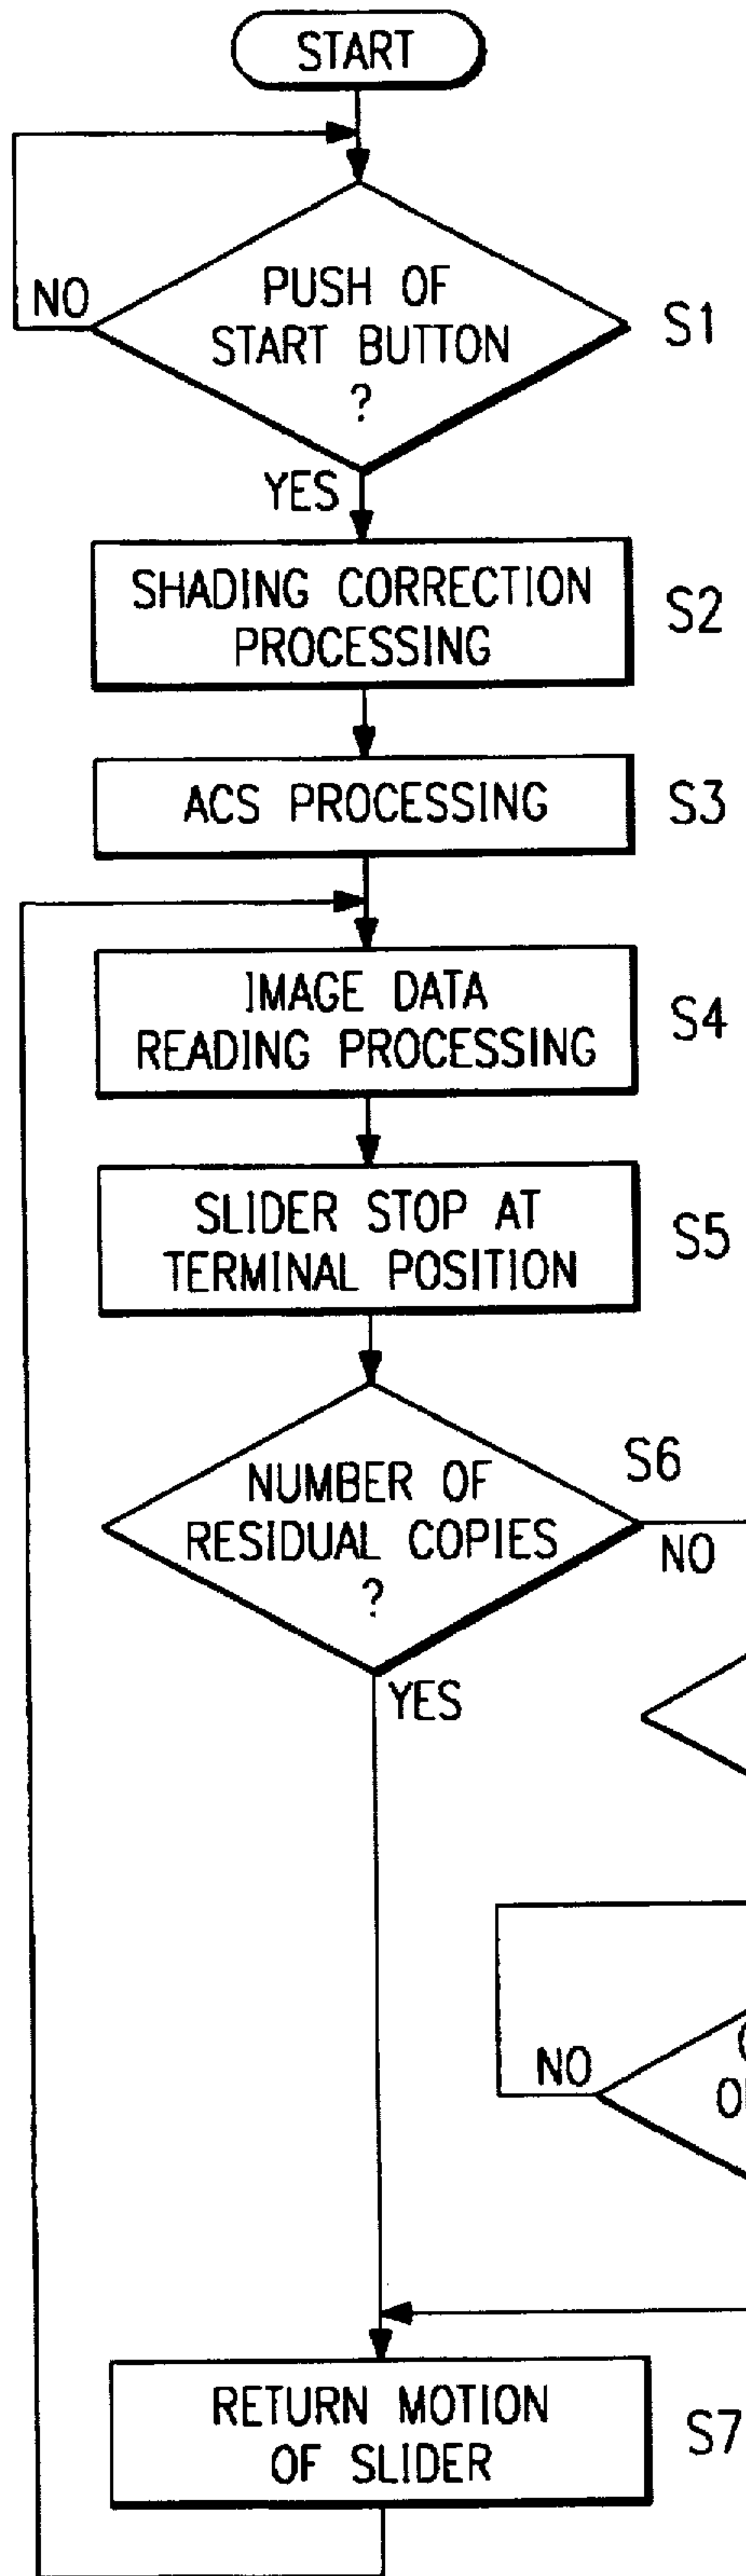 START
NO
PUSH OF
START BUTTON
?
S1
YES
SHADING CORRECTION
PROCESSING
S2
ACS PROCESSING
S3
IMAGE DATA
READING PROCESSING
S4
SLIDER STOP AT
TERMINAL POSITION
S5
NUMBER OF
RESIDUAL COPIES
?
S6
NO
YES
NO
RETURN MOTION
OF SLIDER
S7